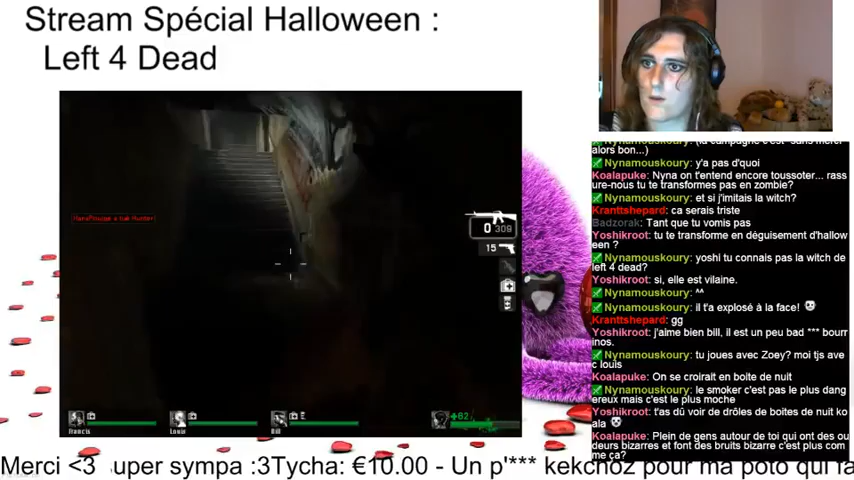 Stream Spécial Halloween :
Left 4 Dead
0 309
15
Francis
Louis
Bill
+62
alors bon...)
Nynamouskoury: y'a pas d'quoi
Koalapuke: Nyna on t'entend encore toussoter... rass
ure-nous tu te transformes pas en zombie?
Nynamouskoury: et si j'imitais la witch?
Kranttshepard: ca serais triste
Badzorak: Tant que tu vomis pas
Yoshikroot: tu te transforme en déguisement d'hallow
een ?
Nynamouskoury: yoshi tu connais pas la witch de
left 4 dead?
Yoshikroot: si, elle est vilaine.
Nynamouskoury: ^^
Nynamouskoury: il t'a explosé à la face!
Kranttshepard: gg
Yoshikroot: j'aime bien bill, il est un peu bad *** bourr
inos.
Nynamouskoury: tu joues avec Zoey? moi tjs ave
c louis
Koalapuke: On se croirait en boite de nuit
Nynamouskoury: le smoker c'est pas le plus dang
ereux mais c'est le plus moche
Yoshikroot: t'as dû voir de drôles de boites de nuit ko
ala
Koalapuke: Plein de gens autour de toi qui ont des ou
deurs bizarres et font des bruits bizarre c'est plus com
me ça?
Merci <3 uper sympa :3Tycha: €10.00 - Un p'*** kekchoz pour ma poto qui fa